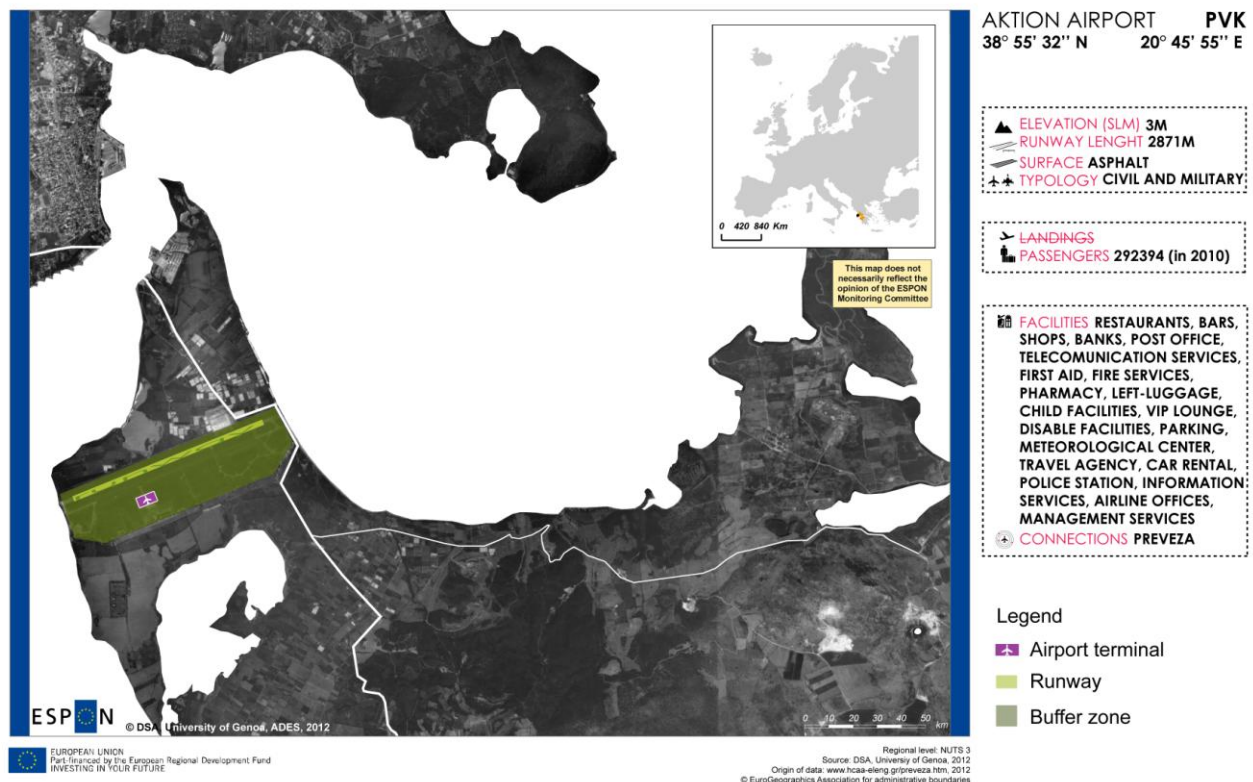 AKTION AIRPORT PVK
38° 55' 32'' N 20° 45' 55'' E
ELEVATION (SLM) 3M
RUNWAY LENGHT 2871M
SURFACE ASPHALT
TYPOLOGY CIVIL AND MILITARY
LANDINGS
PASSENGERS 292394 (in 2010)
FACILITIES RESTAURANTS, BARS,
SHOPS, BANKS, POST OFFICE,
TELECOMUNICATION SERVICES,
FIRST AID, FIRE SERVICES,
PHARMACY, LEFT-LUGGAGE,
CHILD FACILITIES, VIP LOUNGE,
DISABLE FACILITIES, PARKING,
METEOROLOGICAL CENTER,
TRAVEL AGENCY, CAR RENTAL,
POLICE STATION, INFORMATION
SERVICES, AIRLINE OFFICES,
MANAGEMENT SERVICES
CONNECTIONS PREVEZA
Legend
Airport terminal
Runway
Buffer zone
0 420 840 Km
This map does not
necessarily reflect the
opinion of the ESPON
Monitoring Committee
ESPON
© DSA, University of Genoa, ADES, 2012
0 10 20 30 40 50
km
EUROPEAN UNION
Part-financed by the European Regional Development Fund
INVESTING IN YOUR FUTURE
Regional level: NUTS 3
Source: DSA, Universiy of Genoa, 2012
Origin of data: www.hcaa-eleng.gr/preveza.htm, 2012
© EuroGeographics Association for administrative boundaries